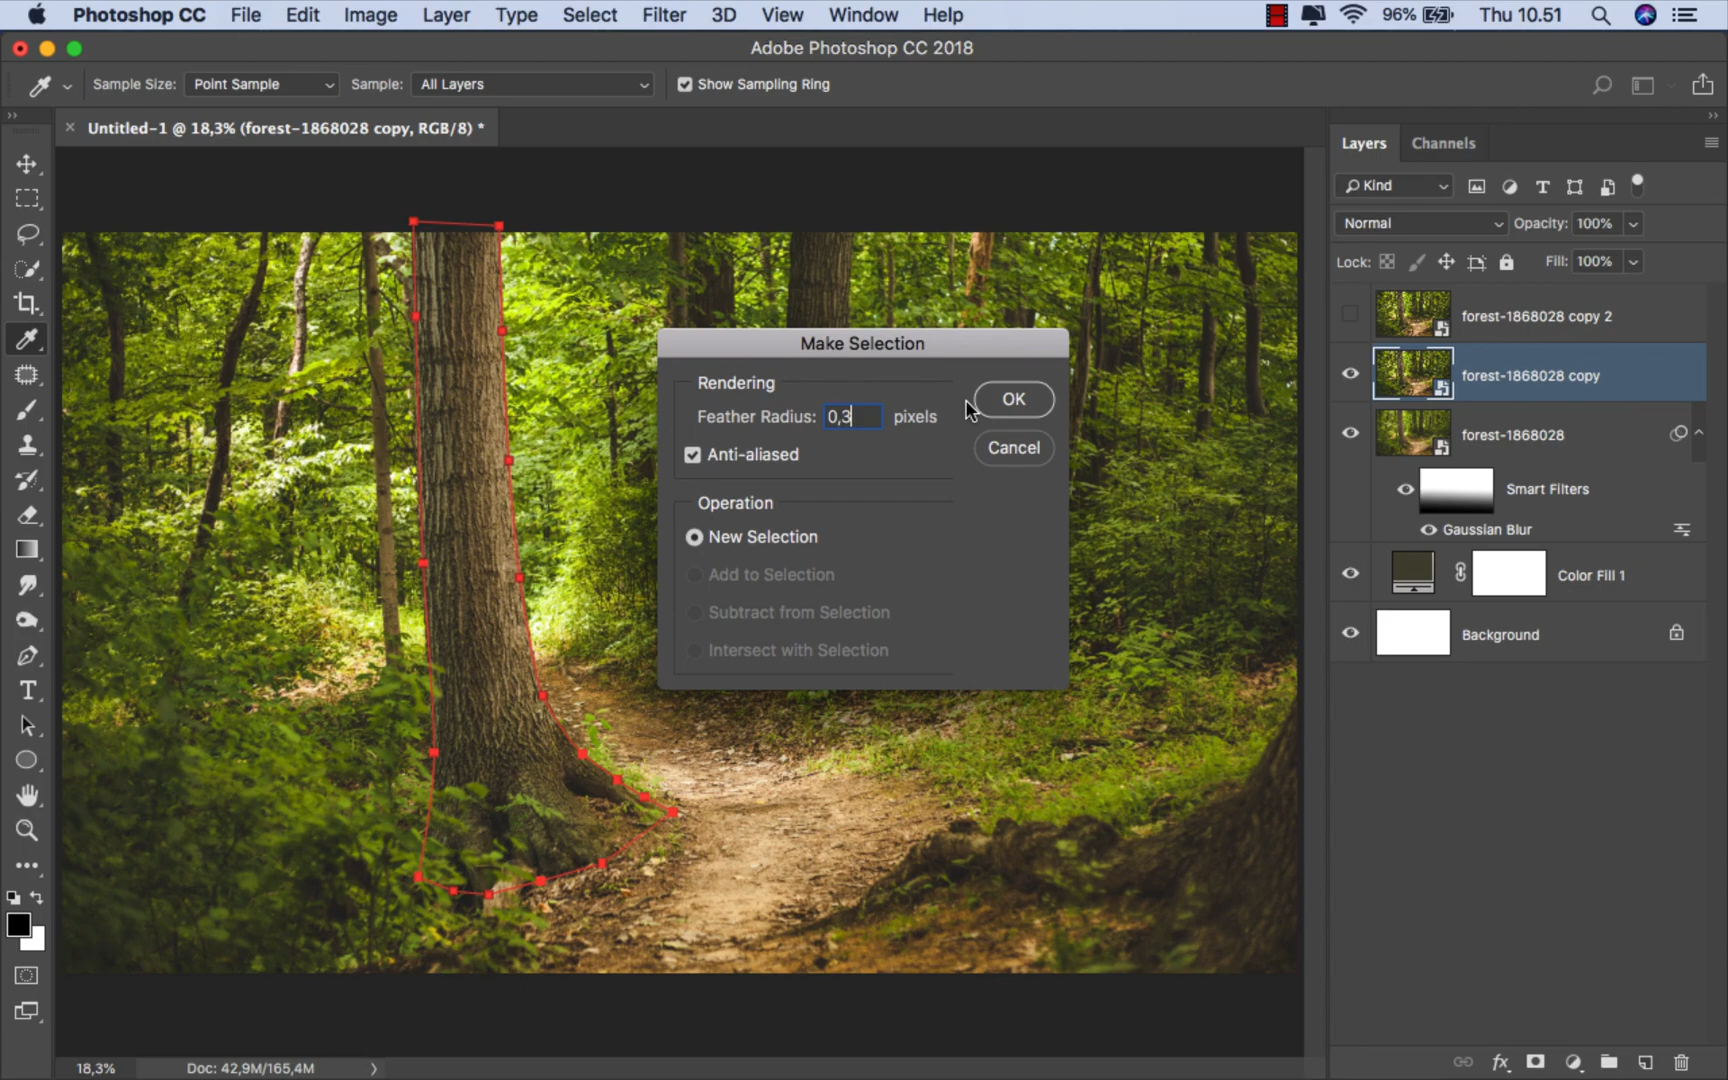 Photoshop CC File Edit Image Layer Type Select Filter 3D View Window Help 96% Thu 10.51
Adobe Photoshop CC 2018
Sample Size: Point Sample Sample: All Layers Show Sampling Ring
Untitled-1 @ 18,3% (forest-1868028 copy, RGB/8) *
Layers Channels
Kind
Normal Opacity: 100%
Lock: Fill: 100%
forest-1868028 copy 2
forest-1868028 copy
forest-1868028
Smart Filters
Gaussian Blur
Color Fill 1
Background
Make Selection
Rendering
Feather Radius: 0,3 pixels
Anti-aliased
OK
Cancel
Operation
New Selection
Add to Selection
Subtract from Selection
Intersect with Selection
18,3% Doc: 42,9M/165,4M